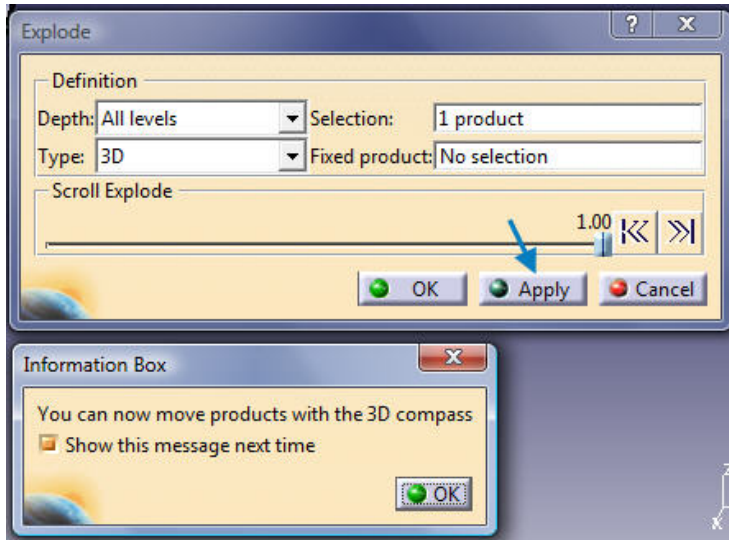 Explode
?
X
Definition
Depth: All levels Selection: 1 product
Type: 3D Fixed product: No selection
Scroll Explode
1.00
OK Apply Cancel
Information Box
X
You can now move products with the 3D compass
Show this message next time
OK
z
x